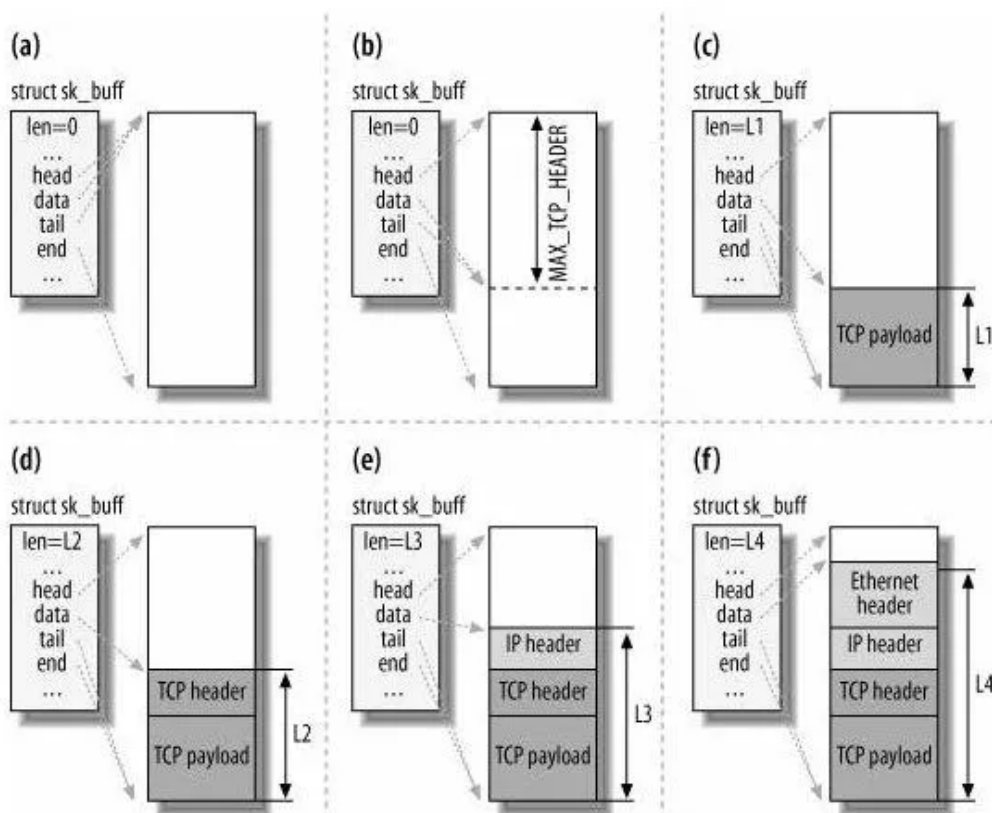 (a)
struct sk_buff
len=0
...
head
data
tail
end
...
(b)
struct sk_buff
len=0
...
head
data
tail
end
...
MAX_TCP_HEADER
(c)
struct sk_buff
len=L1
...
head
data
tail
end
...
TCP payload
L1
(d)
struct sk_buff
len=L2
...
head
data
tail
end
...
TCP header
TCP payload
L2
(e)
struct sk_buff
len=L3
...
head
data
tail
end
...
IP header
TCP header
TCP payload
L3
(f)
struct sk_buff
len=L4
...
head
data
tail
end
...
Ethernet
header
IP header
TCP header
TCP payload
L4